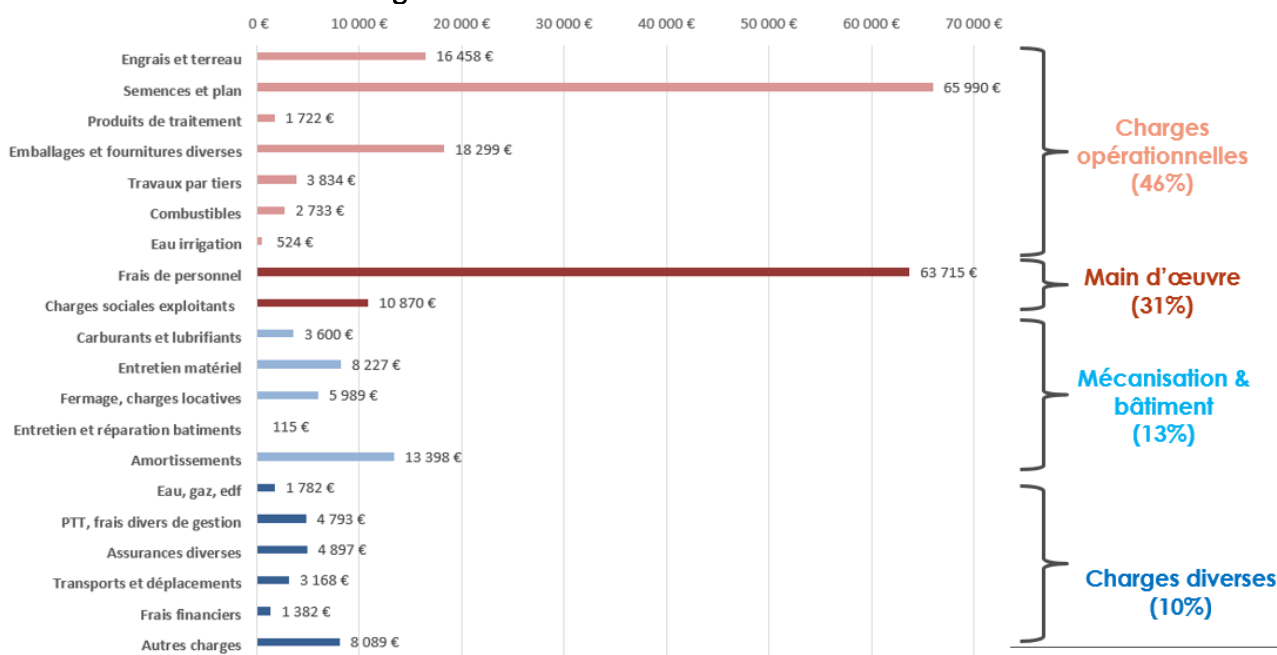 0 € 10 000 € 20 000 € 30 000 € 40 000 € 50 000 € 60 000 € 70 000 €
Engrais et terreau 16 458 €
Semences et plan 65 990 €
Produits de traitement 1 722 €
Emballages et fournitures diverses 18 299 €
Travaux par tiers 3 834 €
Combustibles 2 733 €
Eau irrigation 524 €
Charges
opérationnelles
(46%)
Frais de personnel 63 715 €
Charges sociales exploitants 10 870 €
Main d'œuvre
(31%)
Carburants et lubrifiants 3 600 €
Entretien matériel 8 227 €
Fermage, charges locatives 5 989 €
Entretien et réparation batiments 115 €
Amortissements 13 398 €
Mécanisation &
bâtiment
(13%)
Eau, gaz, edf 1 782 €
PTT, frais divers de gestion 4 793 €
Assurances diverses 4 897 €
Transports et déplacements 3 168 €
Frais financiers 1 382 €
Autres charges 8 089 €
Charges diverses
(10%)